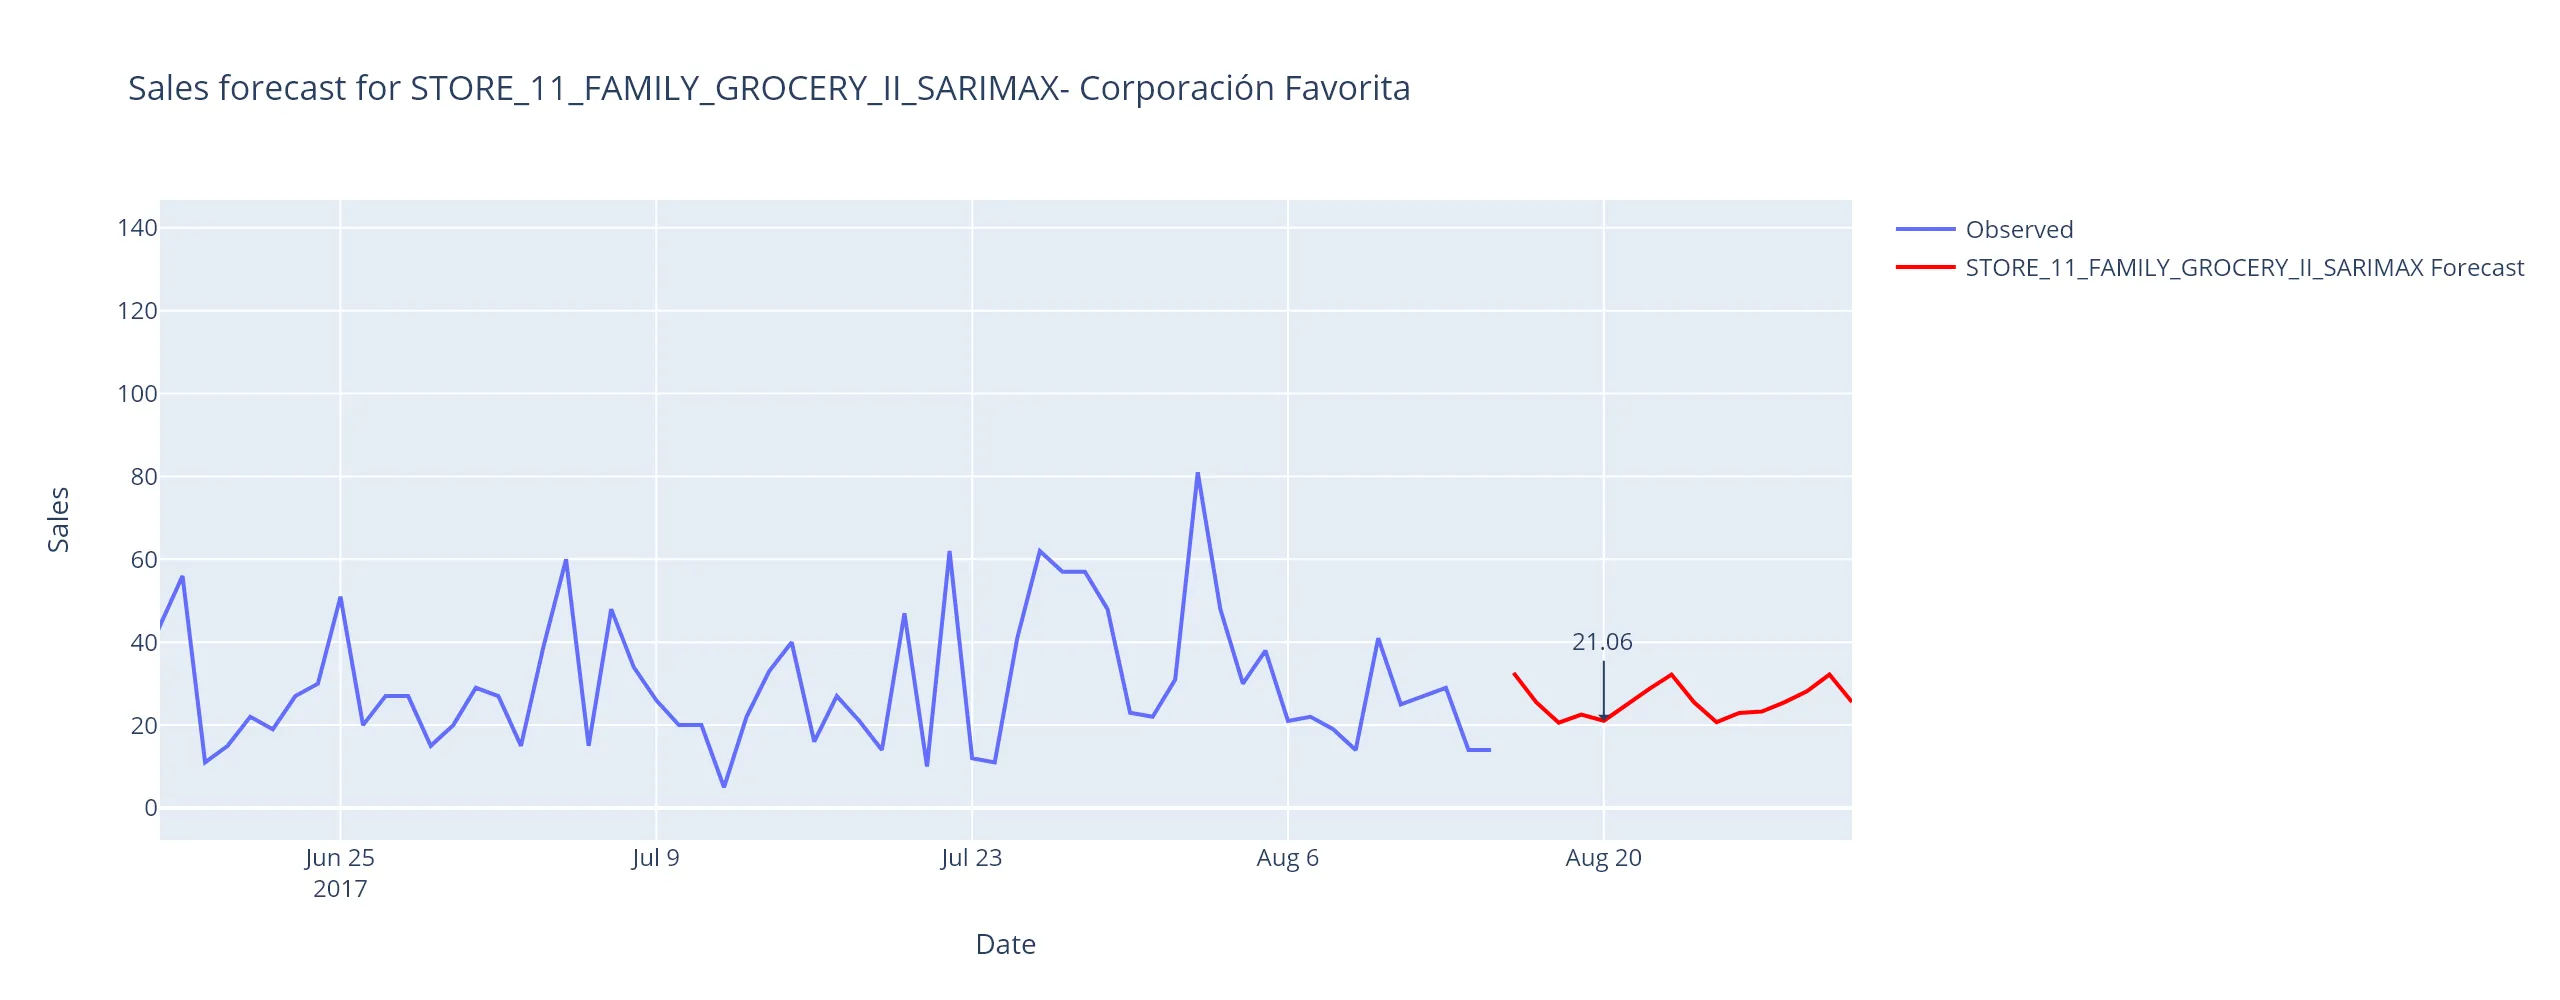 Sales forecast for STORE_11_FAMILY_GROCERY_II_SARIMAX- Corporación Favorita
Observed
STORE_11_FAMILY_GROCERY_II_SARIMAX Forecast
140
120
100
80
60
40
20
0
Sales
21.06
Jun 25
2017
Jul 9
Jul 23
Aug 6
Aug 20
Date